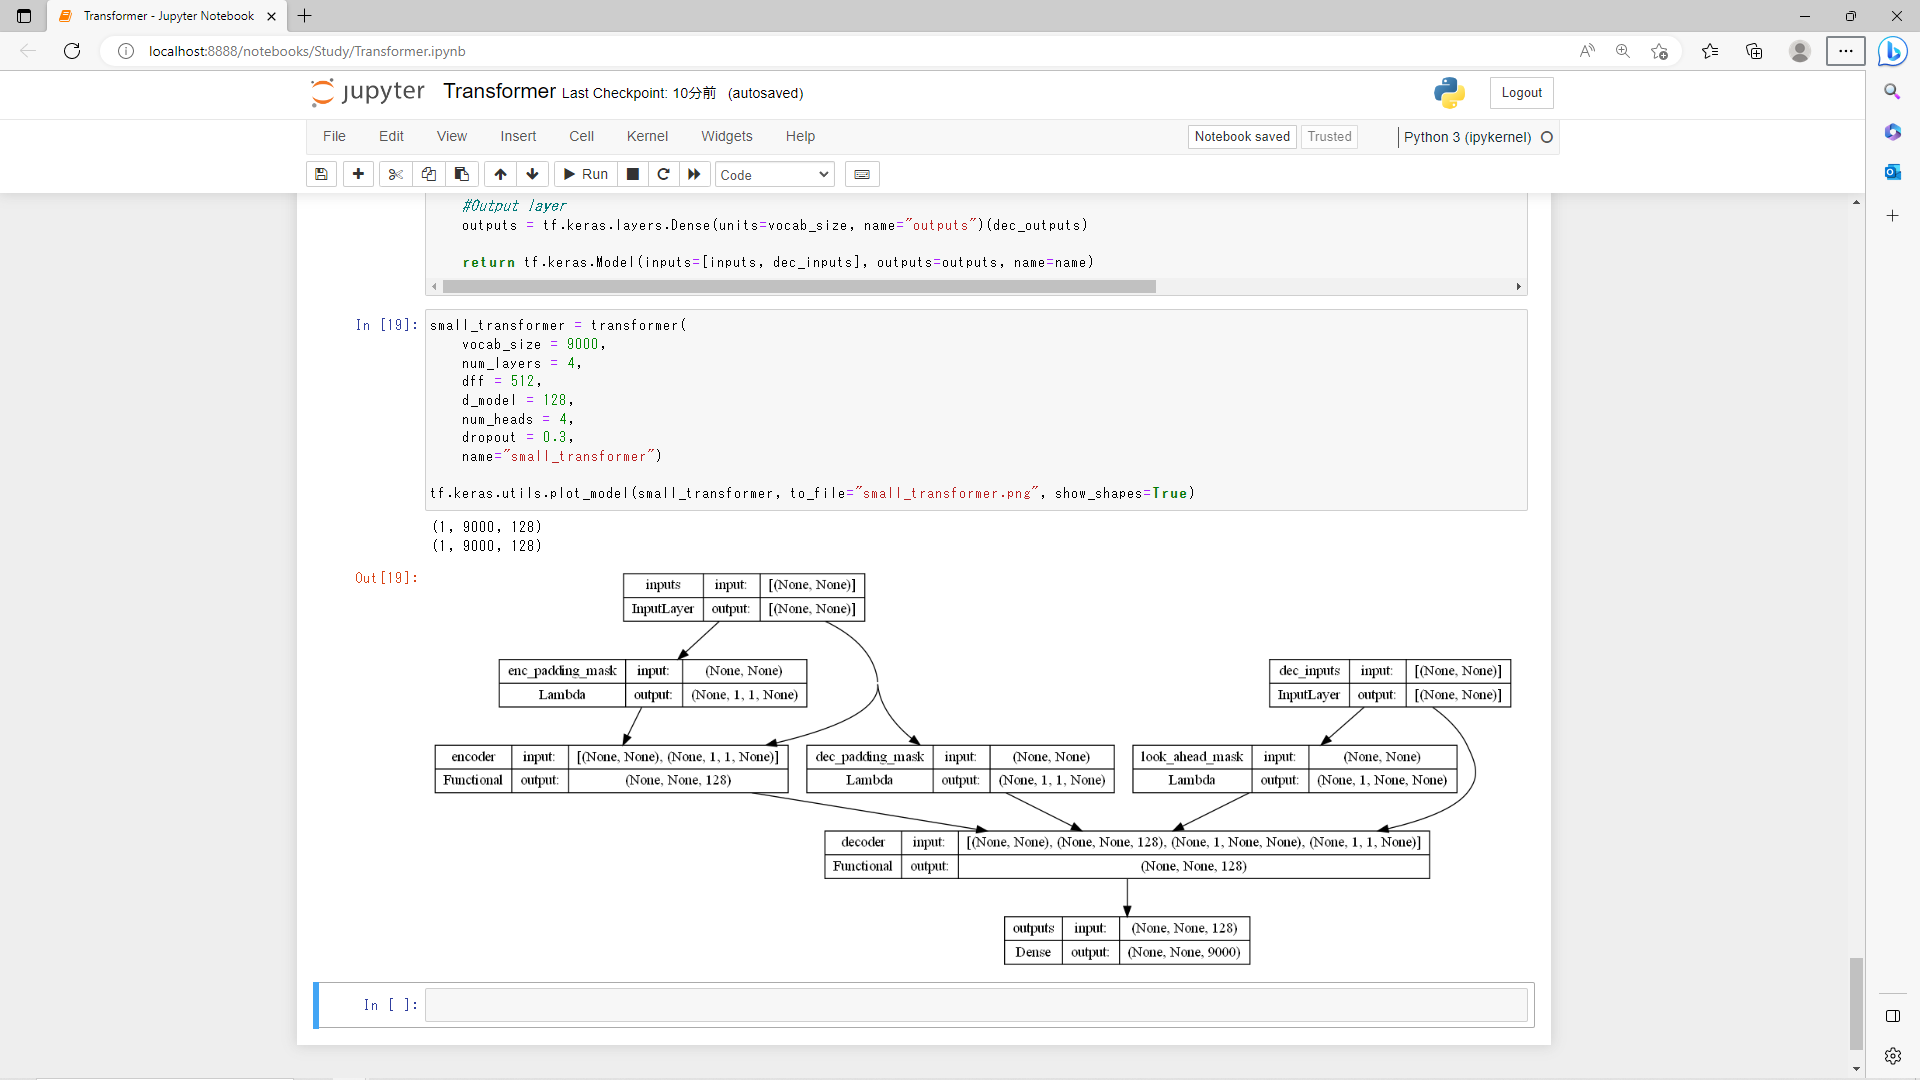 Transformer - Jupyter Notebook
localhost:8888/notebooks/Study/Transformer.ipynb
jupyter Transformer Last Checkpoint: 10分前 (autosaved)
Logout
File Edit View Insert Cell Kernel Widgets Help
Notebook saved Trusted Python 3 (ipykernel)
Run Code
#Output layer
outputs = tf.keras.layers.Dense(units=vocab_size, name="outputs")(dec_outputs)
return tf.keras.Model(inputs=[inputs, dec_inputs], outputs=outputs, name=name)
In [19]: small_transformer = transformer(
vocab_size = 9000,
num_layers = 4,
dff = 512,
d_model = 128,
num_heads = 4,
dropout = 0.3,
name="small_transformer")
tf.keras.utils.plot_model(small_transformer, to_file="small_transformer.png", show_shapes=True)
(1, 9000, 128)
(1, 9000, 128)
Out[19]:
inputs input: [(None, None)]
InputLayer output: [(None, None)]
enc_padding_mask input: (None, None)
Lambda output: (None, 1, 1, None)
dec_inputs input: [(None, None)]
InputLayer output: [(None, None)]
encoder input: [(None, None), (None, 1, 1, None)]
Functional output: (None, None, 128)
dec_padding_mask input: (None, None)
Lambda output: (None, 1, 1, None)
look_ahead_mask input: (None, None)
Lambda output: (None, 1, None, None)
decoder input: [(None, None), (None, None, 128), (None, 1, None, None), (None, 1, 1, None)]
Functional output: (None, None, 128)
outputs input: (None, None, 128)
Dense output: (None, None, 9000)
In [ ]: